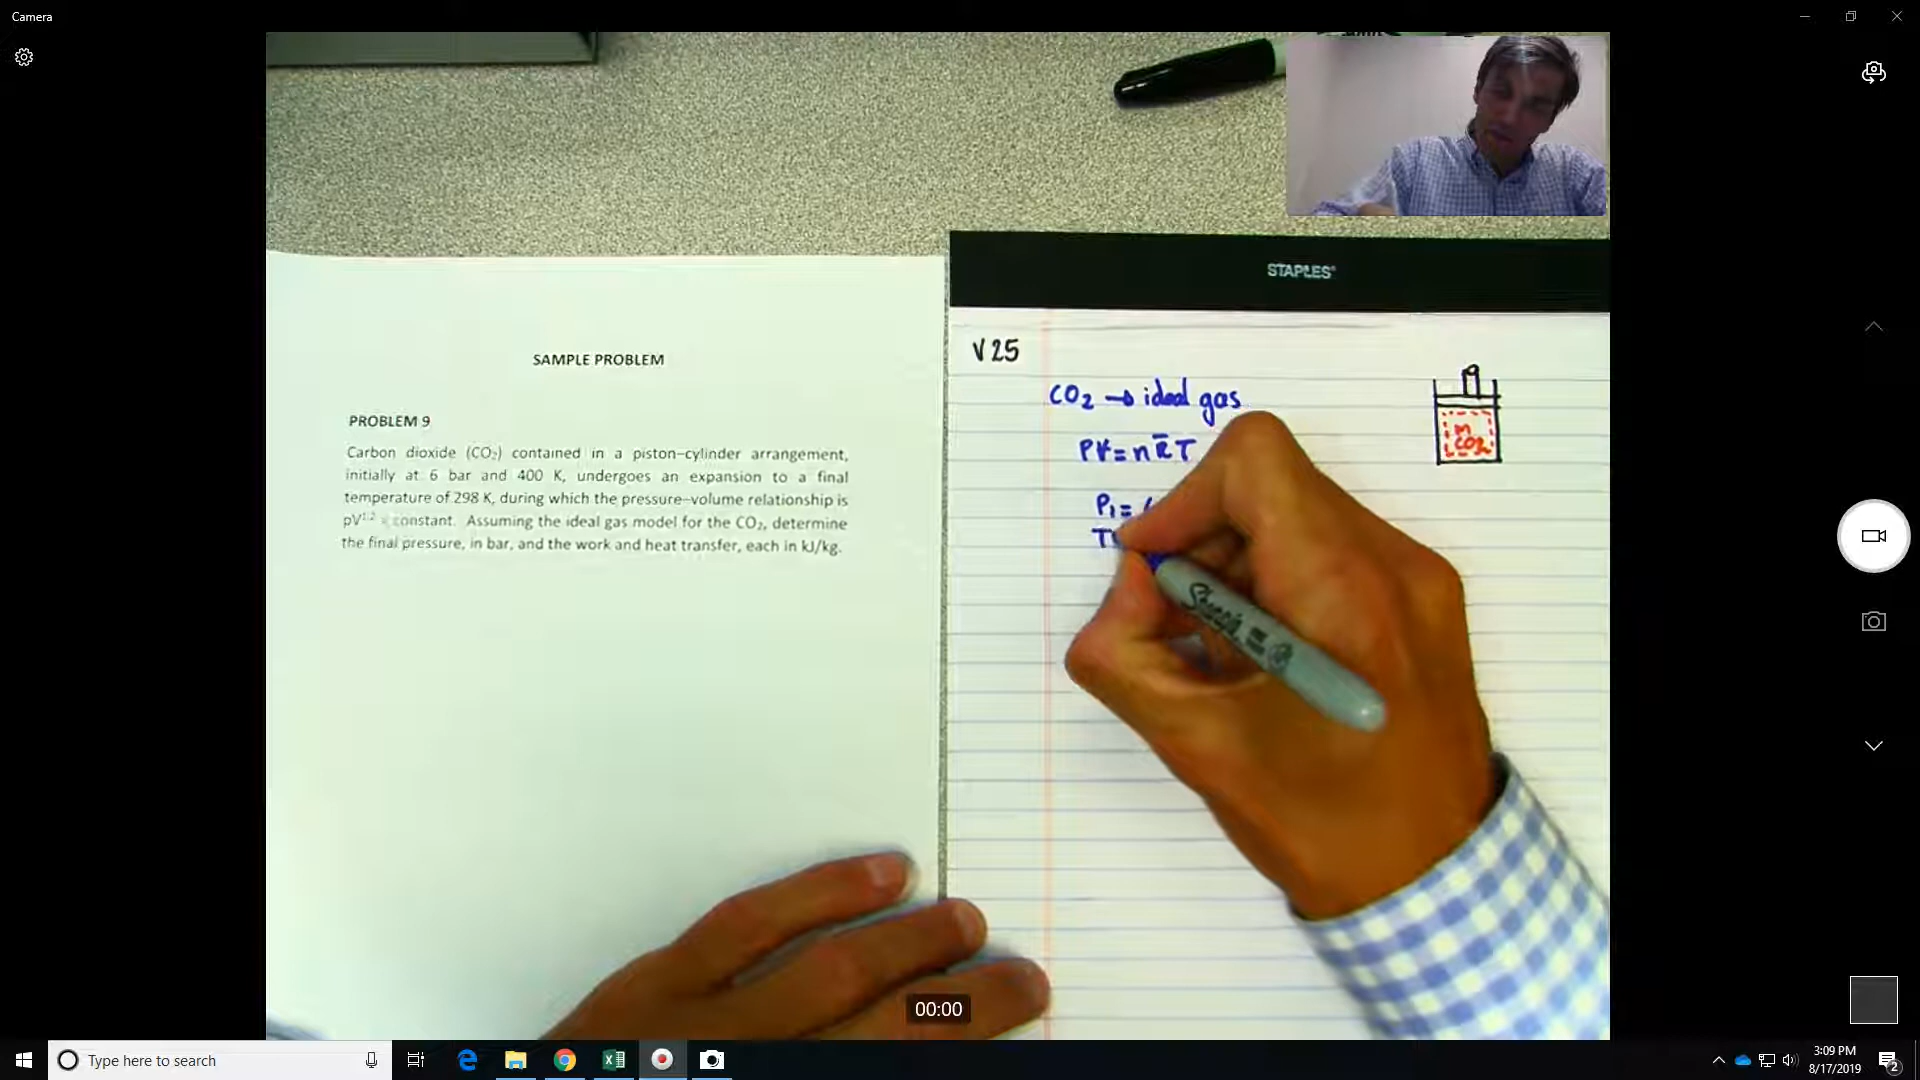 Camera
STAPLES
SAMPLE PROBLEM
PROBLEM 9
Carbon dioxide (CO₂) contained in a piston–cylinder arrangement,
initially at 6 bar and 400 K, undergoes an expansion to a final
temperature of 298 K, during which the pressure–volume relationship is
pV¹·² = constant. Assuming the ideal gas model for the CO₂, determine
the final pressure, in bar, and the work and heat transfer, each in kJ/kg.
V25
CO₂ → ideal gas
PV = n R̄ T
P₁ =
T
m
CO₂
Sharpie
00:00
Type here to search
3:09 PM
8/17/2019
2